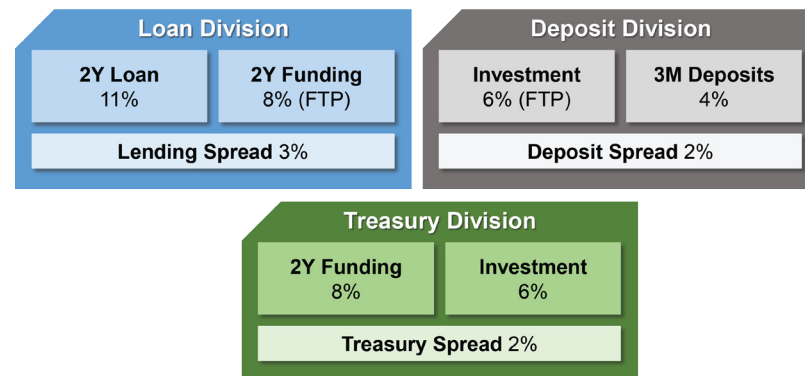 Loan Division
2Y Loan
11%
2Y Funding
8% (FTP)
Lending Spread 3%
Deposit Division
Investment
6% (FTP)
3M Deposits
4%
Deposit Spread 2%
Treasury Division
2Y Funding
8%
Investment
6%
Treasury Spread 2%